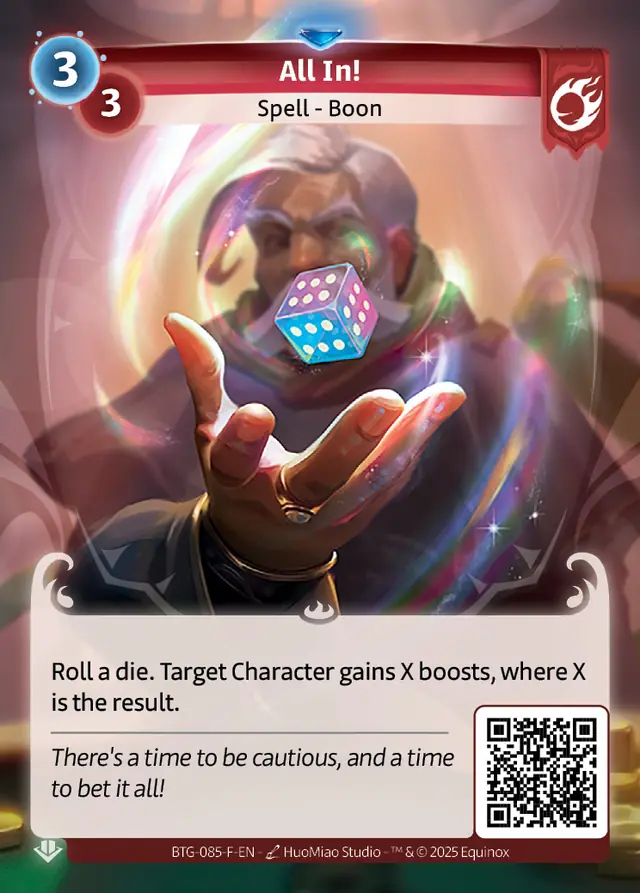 3
All In!
3
Spell - Boon
Roll a die. Target Character gains X boosts, where X
is the result.
There's a time to be cautious, and a time
to bet it all!
BTG-085-F-EN - HuoMiao Studio - ™ & © 2025 Equinox